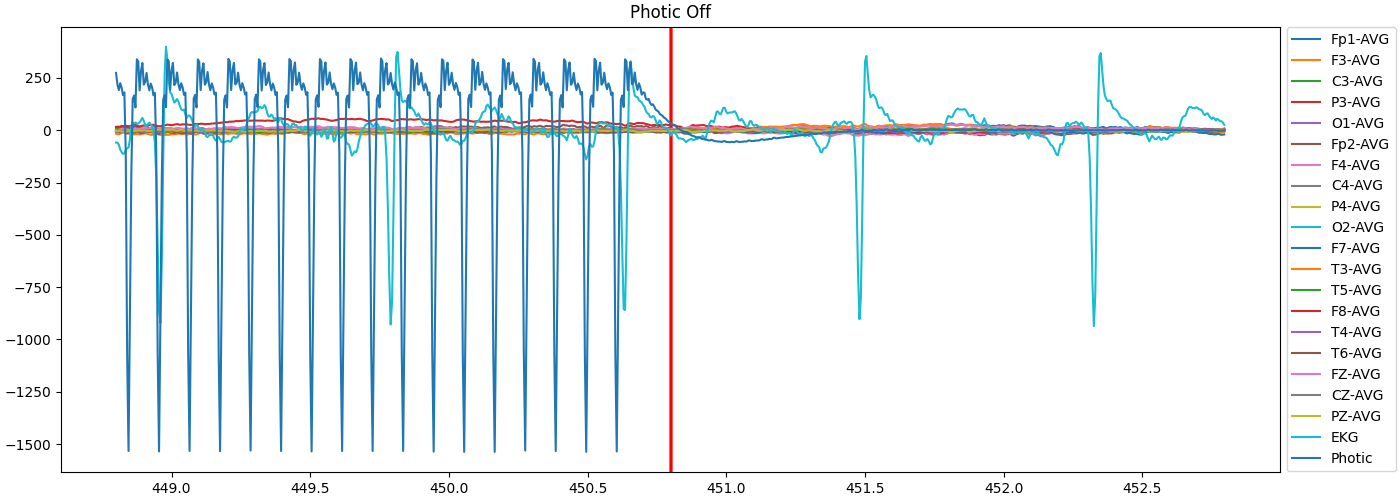 Photic Off
250
0
−250
−500
−750
−1000
−1250
−1500
449.0 449.5 450.0 450.5 451.0 451.5 452.0 452.5
Fp1-AVG
F3-AVG
C3-AVG
P3-AVG
O1-AVG
Fp2-AVG
F4-AVG
C4-AVG
P4-AVG
O2-AVG
F7-AVG
T3-AVG
T5-AVG
F8-AVG
T4-AVG
T6-AVG
FZ-AVG
CZ-AVG
PZ-AVG
EKG
Photic